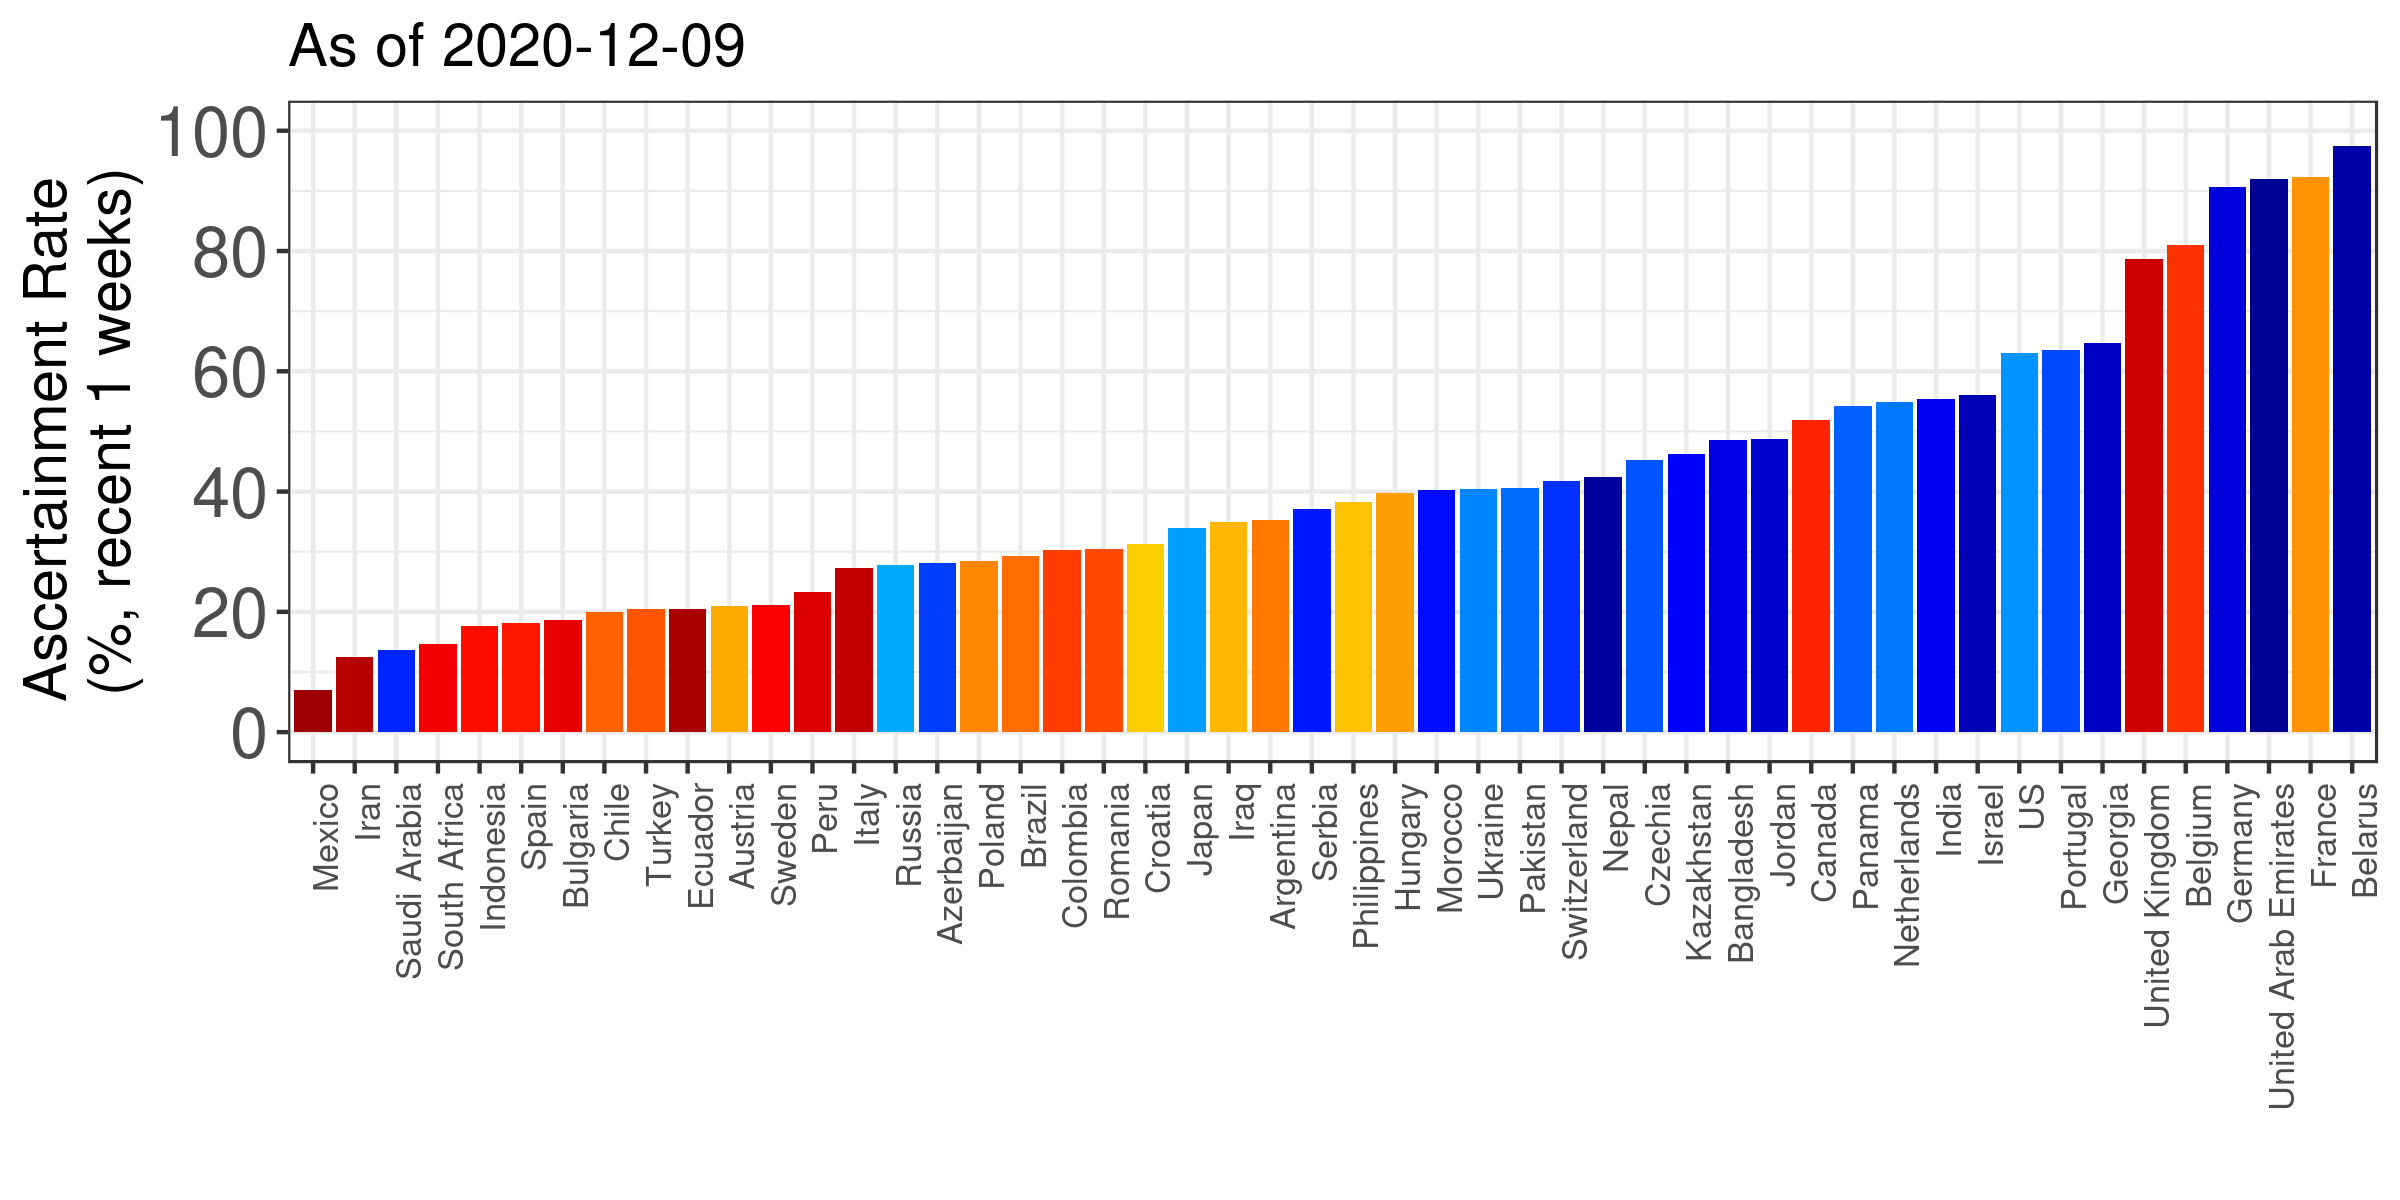 As of 2020-12-09
Ascertainment Rate
(%, recent 1 weeks)
100
80
60
40
20
0
Mexico
Iran
Saudi Arabia
South Africa
Indonesia
Spain
Bulgaria
Chile
Turkey
Ecuador
Austria
Sweden
Peru
Italy
Russia
Azerbaijan
Poland
Brazil
Colombia
Romania
Croatia
Japan
Iraq
Argentina
Serbia
Philippines
Hungary
Morocco
Ukraine
Pakistan
Switzerland
Nepal
Czechia
Kazakhstan
Bangladesh
Jordan
Canada
Panama
Netherlands
India
Israel
US
Portugal
Georgia
United Kingdom
Belgium
Germany
United Arab Emirates
France
Belarus